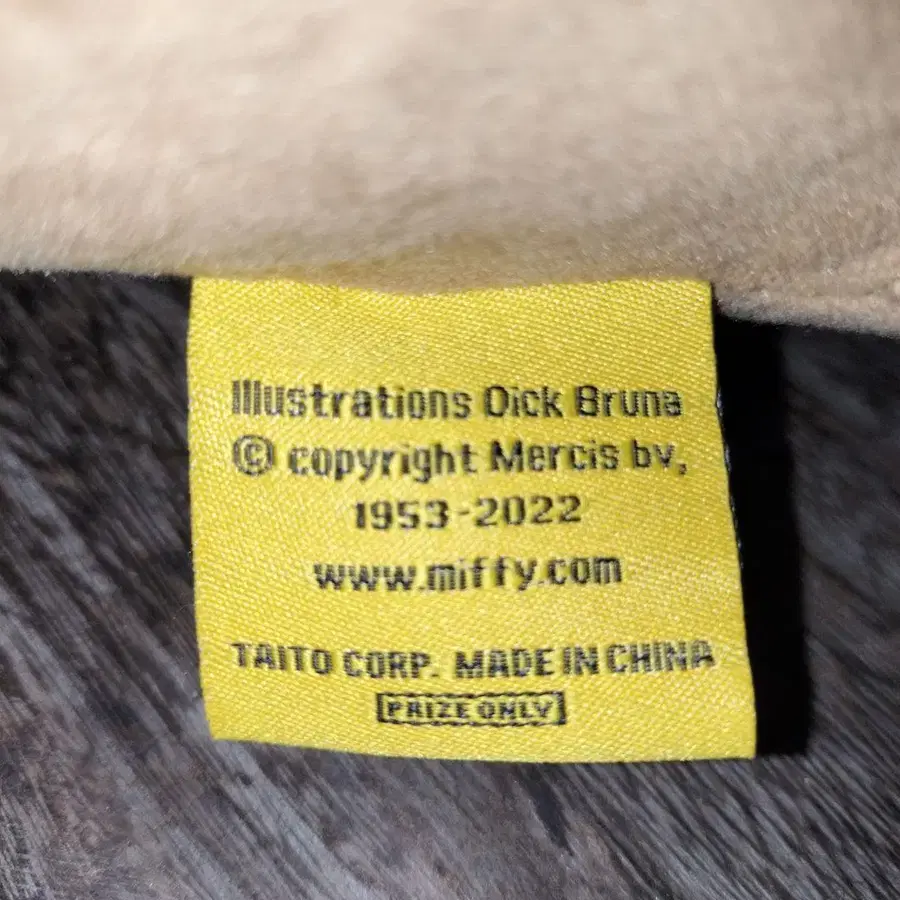 Illustrations Dick Bruna
© copyright Mercis bv,
1953-2022
www.miffy.com
TAITO CORP. MADE IN CHINA
PRIZE ONLY